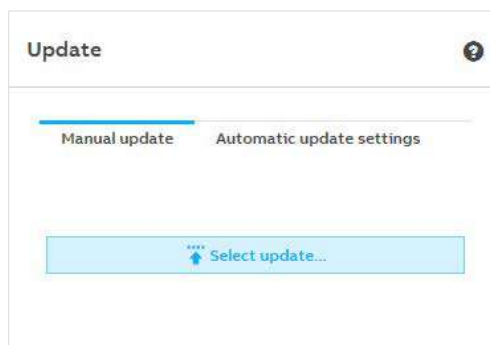 Update
Manual update
Automatic update settings
Select update...